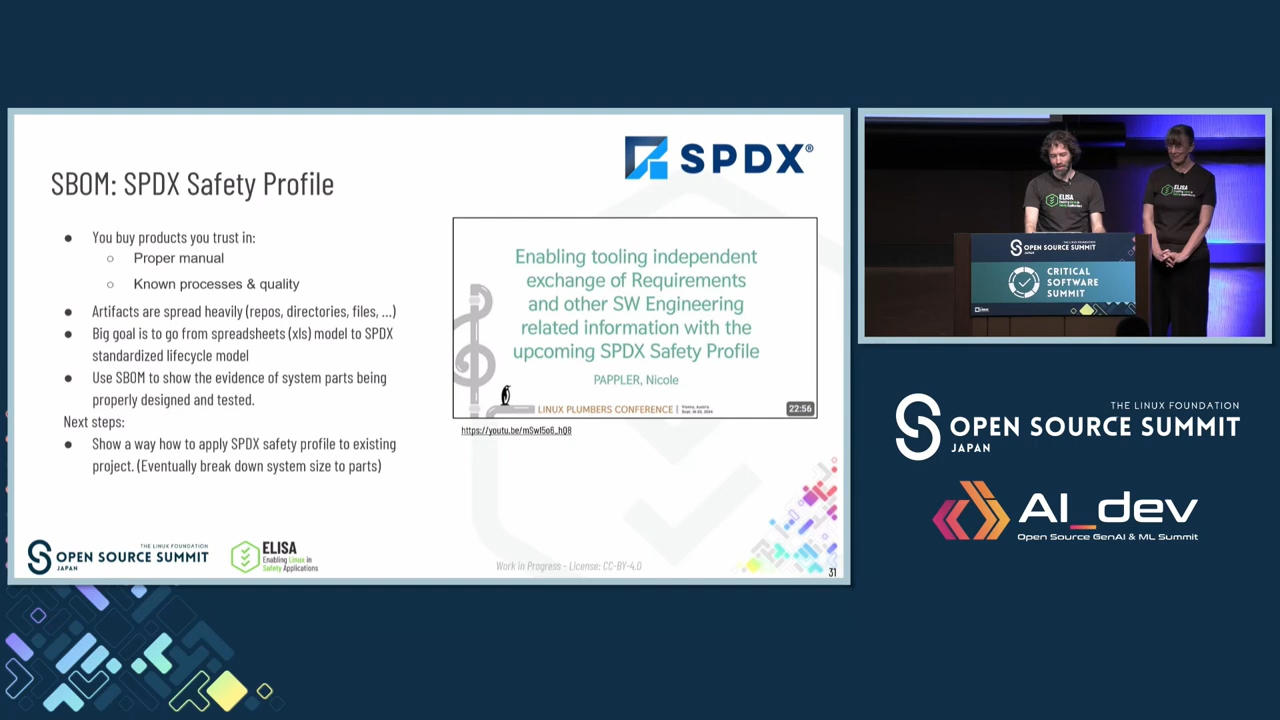 SBOM: SPDX Safety Profile
SPDX®
● You buy products you trust in:
○ Proper manual
○ Known processes & quality
● Artifacts are spread heavily (repos, directories, files, ...)
● Big goal is to go from spreadsheets (xls) model to SPDX
standardized lifecycle model
● Use SBOM to show the evidence of system parts being
properly designed and tested.
Next steps:
● Show a way how to apply SPDX safety profile to existing
project. (Eventually break down system size to parts)
Enabling tooling independent
exchange of Requirements
and other SW Engineering
related information with the
upcoming SPDX Safety Profile
PAPPLER, Nicole
LINUX PLUMBERS CONFERENCE
22:56
https://youtu.be/mSwI5o6_hQ8
THE LINUX FOUNDATION
OPEN SOURCE SUMMIT
JAPAN
ELISA
Enabling Linux in
Safety Applications
Work in Progress - License: CC-BY-4.0
31
ELISA
ELISA
THE LINUX FOUNDATION
OPEN SOURCE SUMMIT
JAPAN
CRITICAL
SOFTWARE
SUMMIT
THE LINUX FOUNDATION
OPEN SOURCE SUMMIT
JAPAN
AI_dev
Open Source GenAI & ML Summit